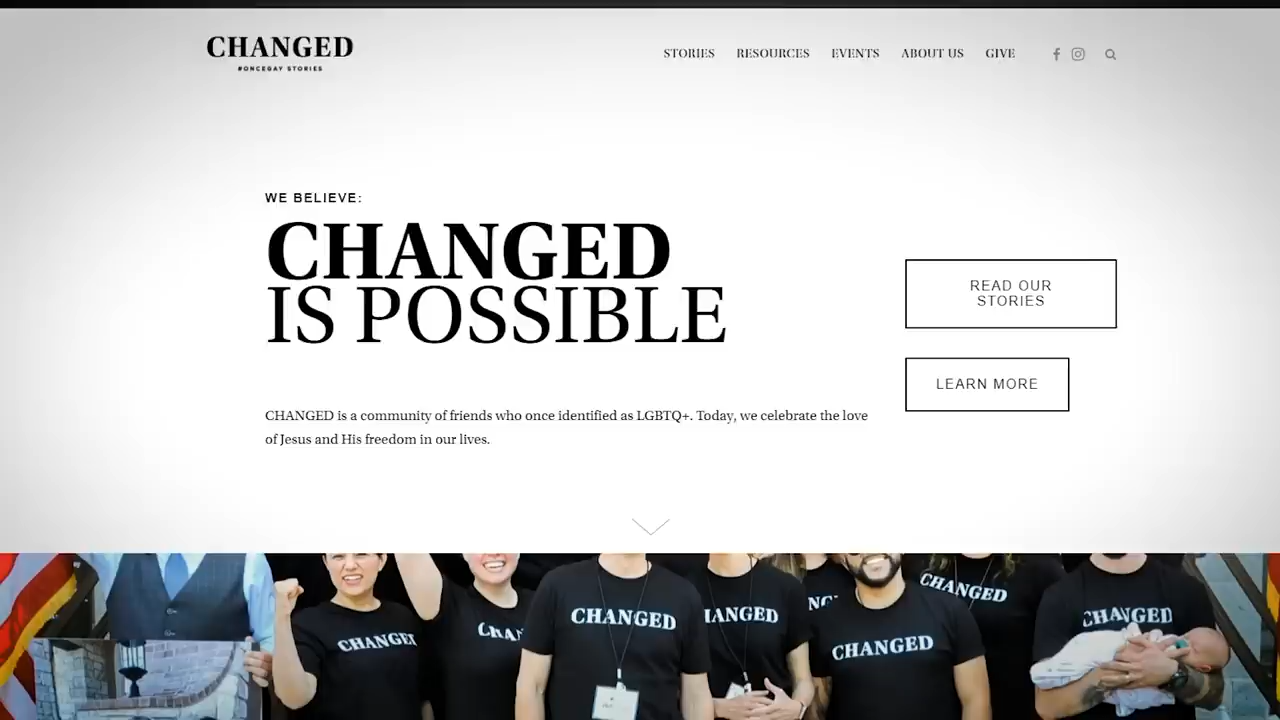 CHANGED
#ONCEGAY STORIES
STORIES RESOURCES EVENTS ABOUT US GIVE
WE BELIEVE:
CHANGED
IS POSSIBLE
READ OUR
STORIES
LEARN MORE
CHANGED is a community of friends who once identified as LGBTQ+. Today, we celebrate the love
of Jesus and His freedom in our lives.
CHANGED
CHANGED
CHANGED
CHANGED
CHANGED